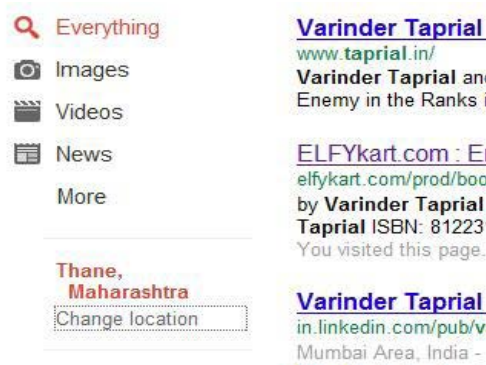 Everything
Images
Videos
News
More
Thane,
Maharashtra
Change location
Varinder Taprial
www.taprial.in/
Varinder Taprial and
Enemy in the Ranks i
ELFYkart.com : E
elfykart.com/prod/boo
by Varinder Taprial
Taprial ISBN: 81223
You visited this page.
Varinder Taprial
in.linkedin.com/pub/v
Mumbai Area, India -